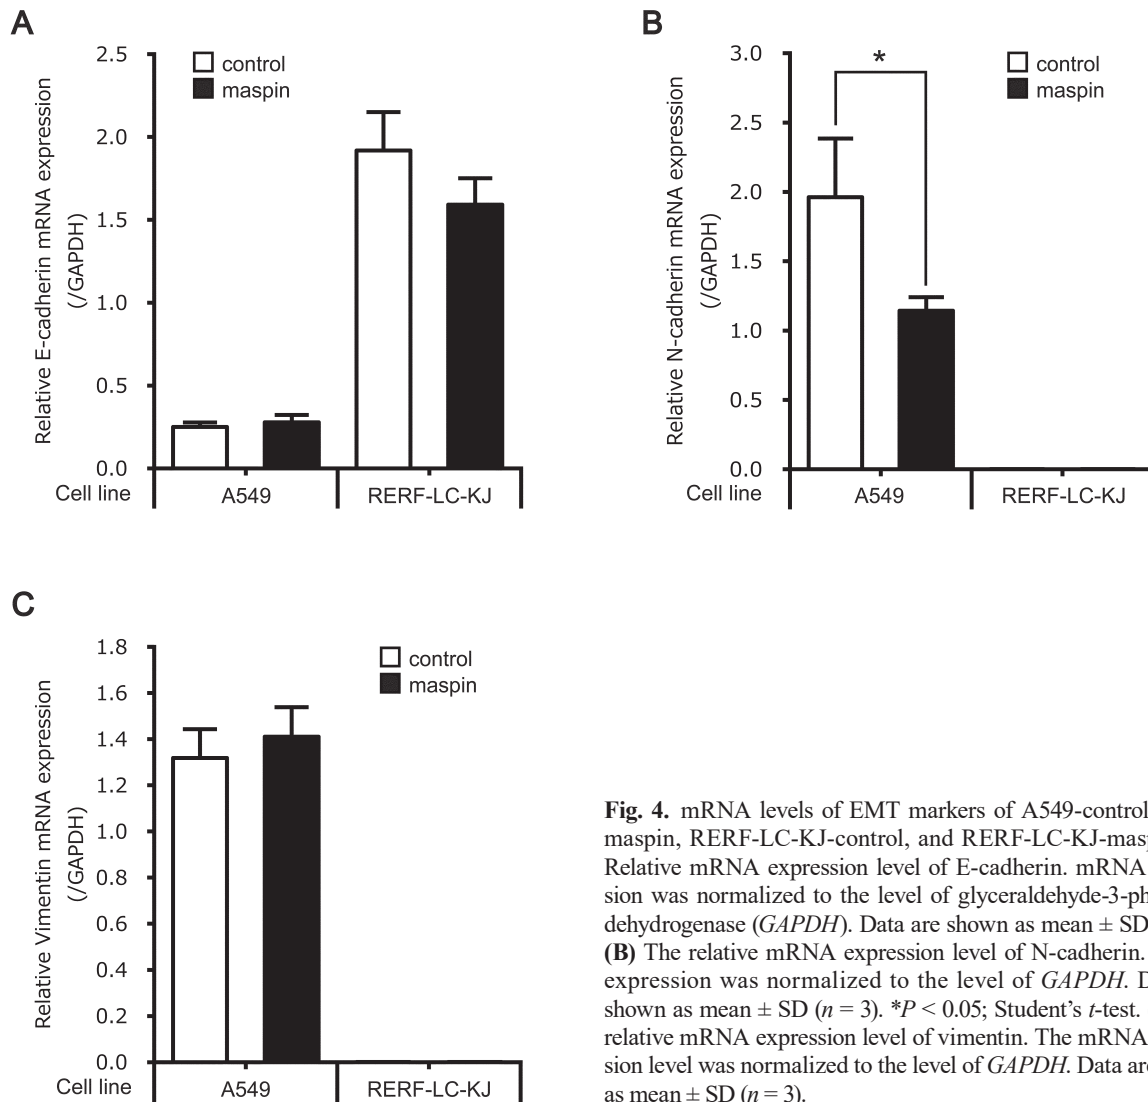 A
Relative E-cadherin mRNA expression
(/GAPDH)
2.5
2.0
1.5
1.0
0.5
0.0
control
maspin
Cell line
A549
RERF-LC-KJ
B
Relative N-cadherin mRNA expression
(/GAPDH)
3.0
2.5
2.0
1.5
1.0
0.5
0.0
*
control
maspin
Cell line
A549
RERF-LC-KJ
C
Relative Vimentin mRNA expression
(/GAPDH)
1.8
1.6
1.4
1.2
1.0
0.8
0.6
0.4
0.2
0.0
control
maspin
Cell line
A549
RERF-LC-KJ
Fig. 4. mRNA levels of EMT markers of A549-control
maspin, RERF-LC-KJ-control, and RERF-LC-KJ-masp
Relative mRNA expression level of E-cadherin. mRNA
sion was normalized to the level of glyceraldehyde-3-ph
dehydrogenase (GAPDH). Data are shown as mean ± SD
(B) The relative mRNA expression level of N-cadherin.
expression was normalized to the level of GAPDH. D
shown as mean ± SD (n = 3). *P < 0.05; Student's t-test.
relative mRNA expression level of vimentin. The mRNA
sion level was normalized to the level of GAPDH. Data are
as mean ± SD (n = 3).